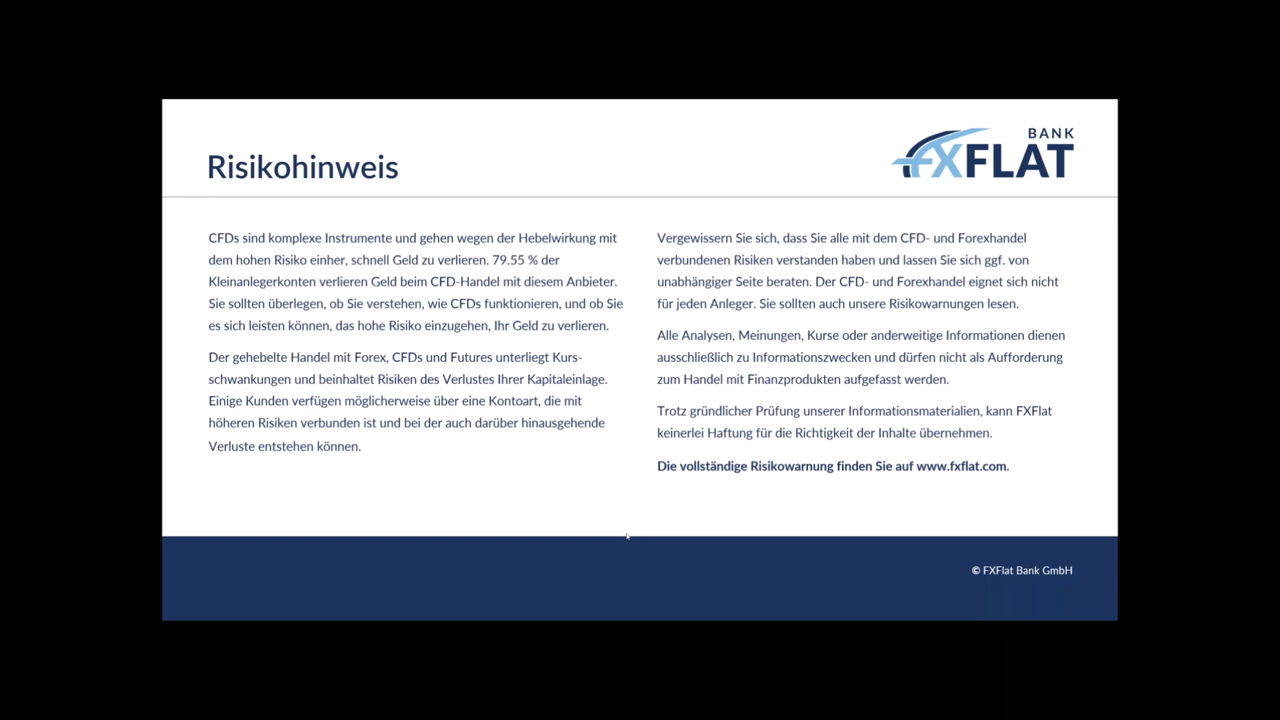 Risikohinweis
BANK
FXFLAT
CFDs sind komplexe Instrumente und gehen wegen der Hebelwirkung mit
dem hohen Risiko einher, schnell Geld zu verlieren. 79.55 % der
Kleinanlegerkonten verlieren Geld beim CFD-Handel mit diesem Anbieter.
Sie sollten überlegen, ob Sie verstehen, wie CFDs funktionieren, und ob Sie
es sich leisten können, das hohe Risiko einzugehen, Ihr Geld zu verlieren.
Der gehebelte Handel mit Forex, CFDs und Futures unterliegt Kurs-
schwankungen und beinhaltet Risiken des Verlustes Ihrer Kapitaleinlage.
Einige Kunden verfügen möglicherweise über eine Kontoart, die mit
höheren Risiken verbunden ist und bei der auch darüber hinausgehende
Verluste entstehen können.
Vergewissern Sie sich, dass Sie alle mit dem CFD- und Forexhandel
verbundenen Risiken verstanden haben und lassen Sie sich ggf. von
unabhängiger Seite beraten. Der CFD- und Forexhandel eignet sich nicht
für jeden Anleger. Sie sollten auch unsere Risikowarnungen lesen.
Alle Analysen, Meinungen, Kurse oder anderweitige Informationen dienen
ausschließlich zu Informationszwecken und dürfen nicht als Aufforderung
zum Handel mit Finanzprodukten aufgefasst werden.
Trotz gründlicher Prüfung unserer Informationsmaterialien, kann FXFlat
keinerlei Haftung für die Richtigkeit der Inhalte übernehmen.
Die vollständige Risikowarnung finden Sie auf www.fxflat.com.
© FXFlat Bank GmbH